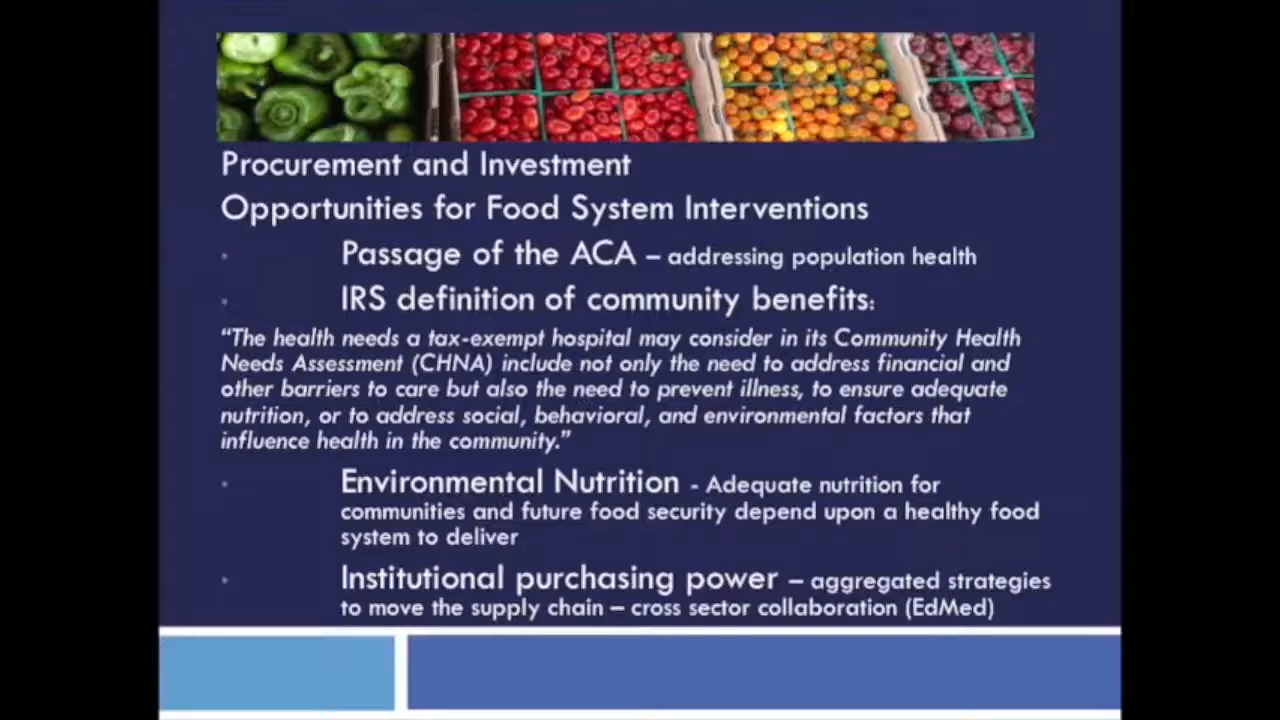 Procurement and Investment
Opportunities for Food System Interventions
• Passage of the ACA – addressing population health
• IRS definition of community benefits:
“The health needs a tax-exempt hospital may consider in its Community Health
Needs Assessment (CHNA) include not only the need to address financial and
other barriers to care but also the need to prevent illness, to ensure adequate
nutrition, or to address social, behavioral, and environmental factors that
influence health in the community.”
• Environmental Nutrition - Adequate nutrition for
communities and future food security depend upon a healthy food
system to deliver
• Institutional purchasing power – aggregated strategies
to move the supply chain – cross sector collaboration (EdMed)